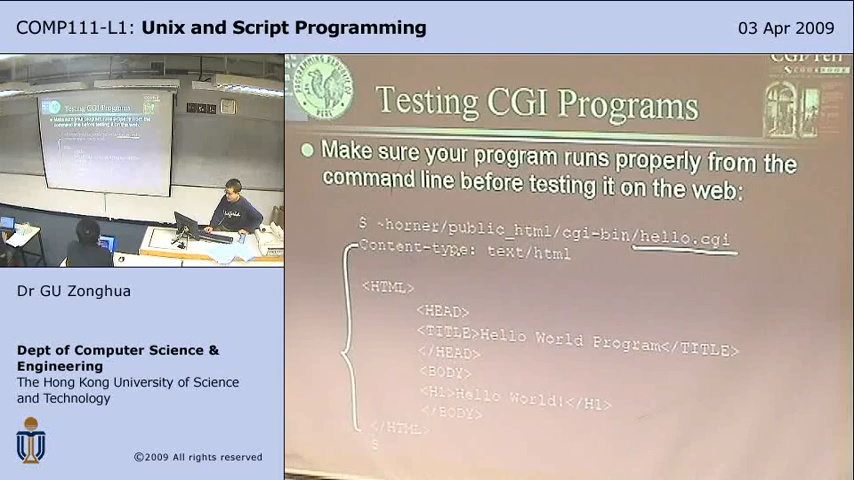 COMP111-L1: Unix and Script Programming
03 Apr 2009
Testing CGI Programs
Make sure your program runs properly from the
command line before testing it on the web:
$ ~horner/public_html/cgi-bin/hello.cgi
Content-type: text/html
<HTML>
<HEAD>
<TITLE>Hello World Program</TITLE>
</HEAD>
<BODY>
<H1>Hello World!</H1>
</BODY>
</HTML>
$
Dr GU Zonghua
Dept of Computer Science &
Engineering
The Hong Kong University of Science
and Technology
©2009 All rights reserved